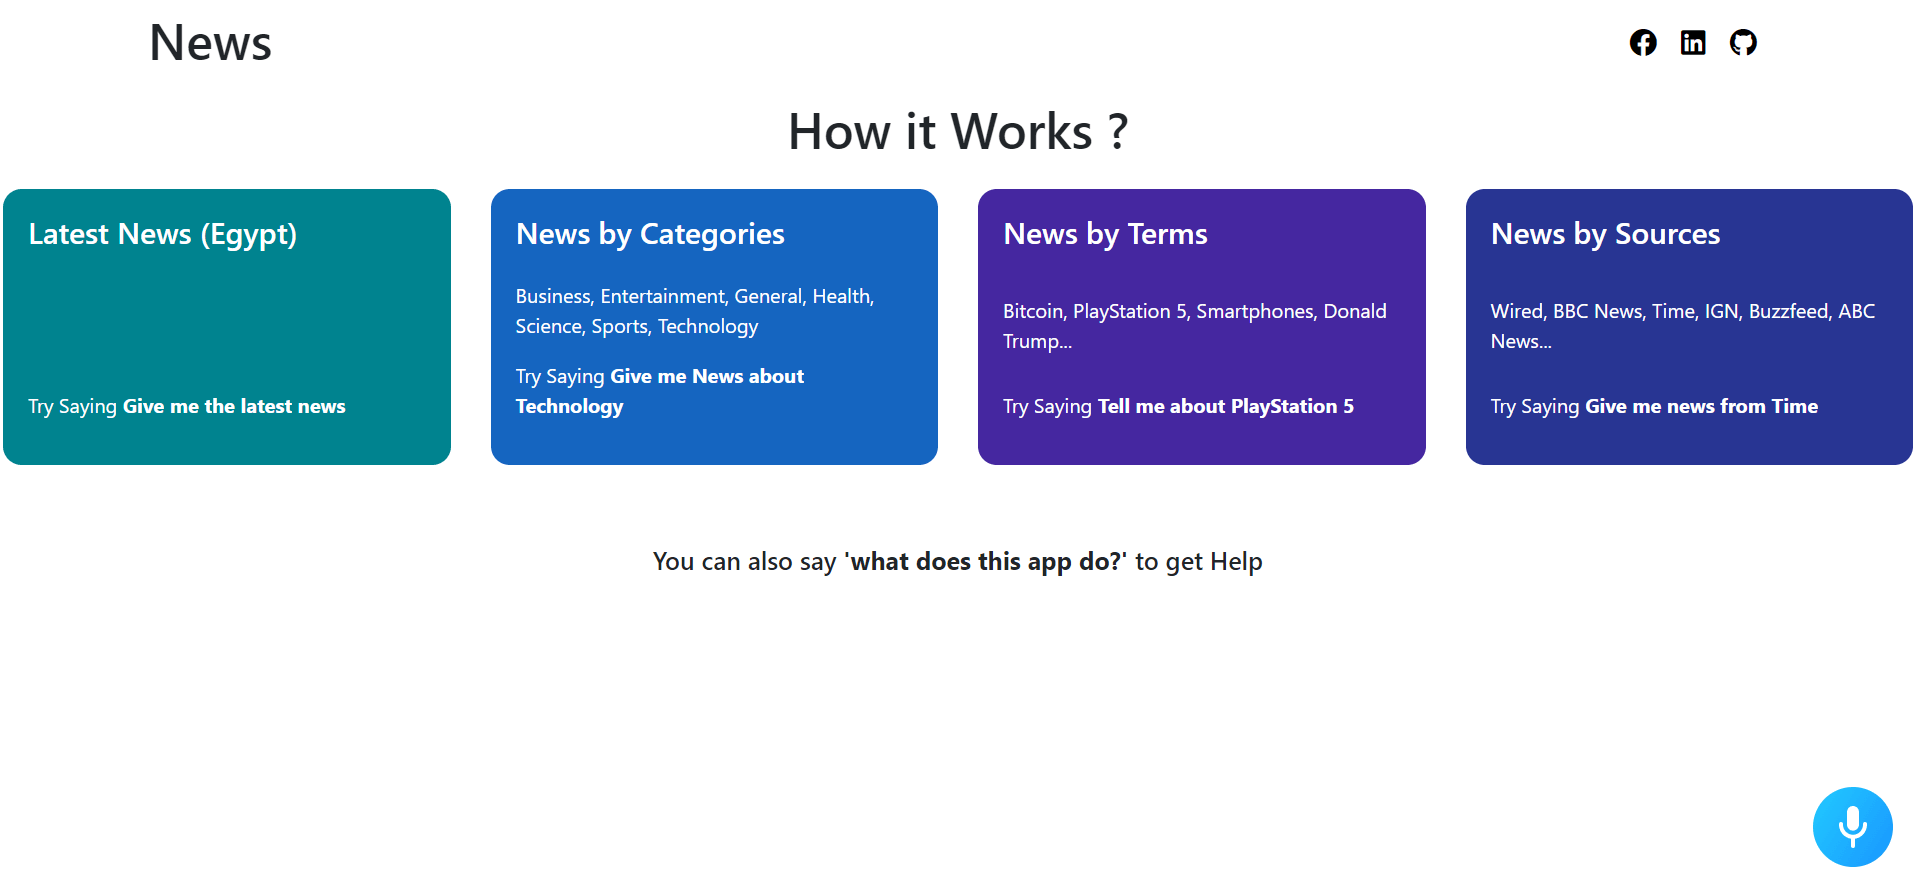 News
How it Works ?
Latest News (Egypt)
Try Saying Give me the latest news
News by Categories
Business, Entertainment, General, Health,
Science, Sports, Technology
Try Saying Give me News about
Technology
News by Terms
Bitcoin, PlayStation 5, Smartphones, Donald
Trump...
Try Saying Tell me about PlayStation 5
News by Sources
Wired, BBC News, Time, IGN, Buzzfeed, ABC
News...
Try Saying Give me news from Time
You can also say 'what does this app do?' to get Help